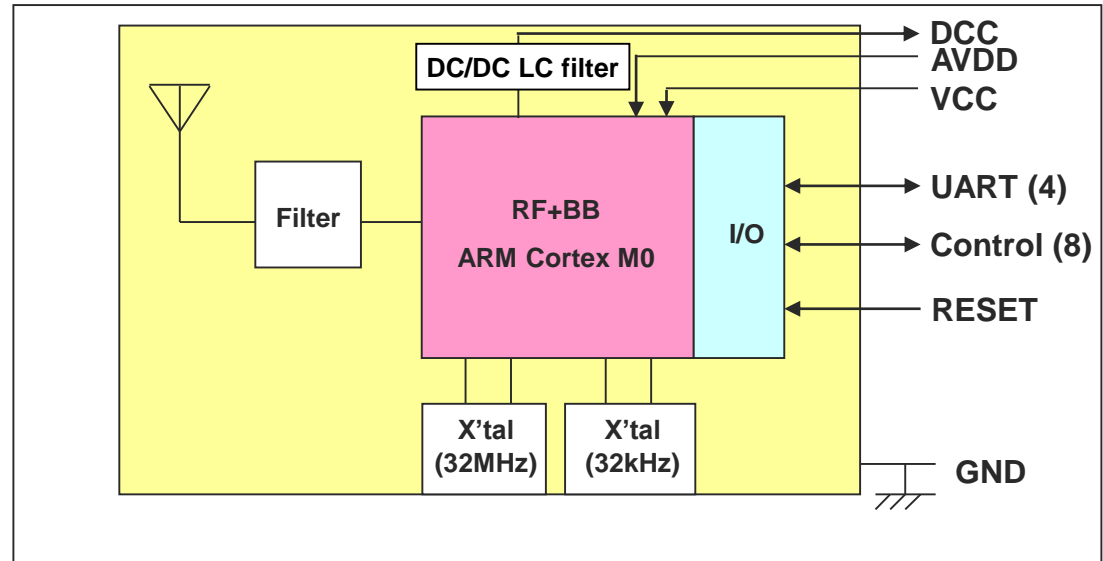 DCC
DC/DC LC filter
AVDD
VCC
UART (4)
Filter
RF+BB
I/O
ARM Cortex M0
Control (8)
RESET
X’tal
(32MHz)
X’tal
(32kHz)
GND